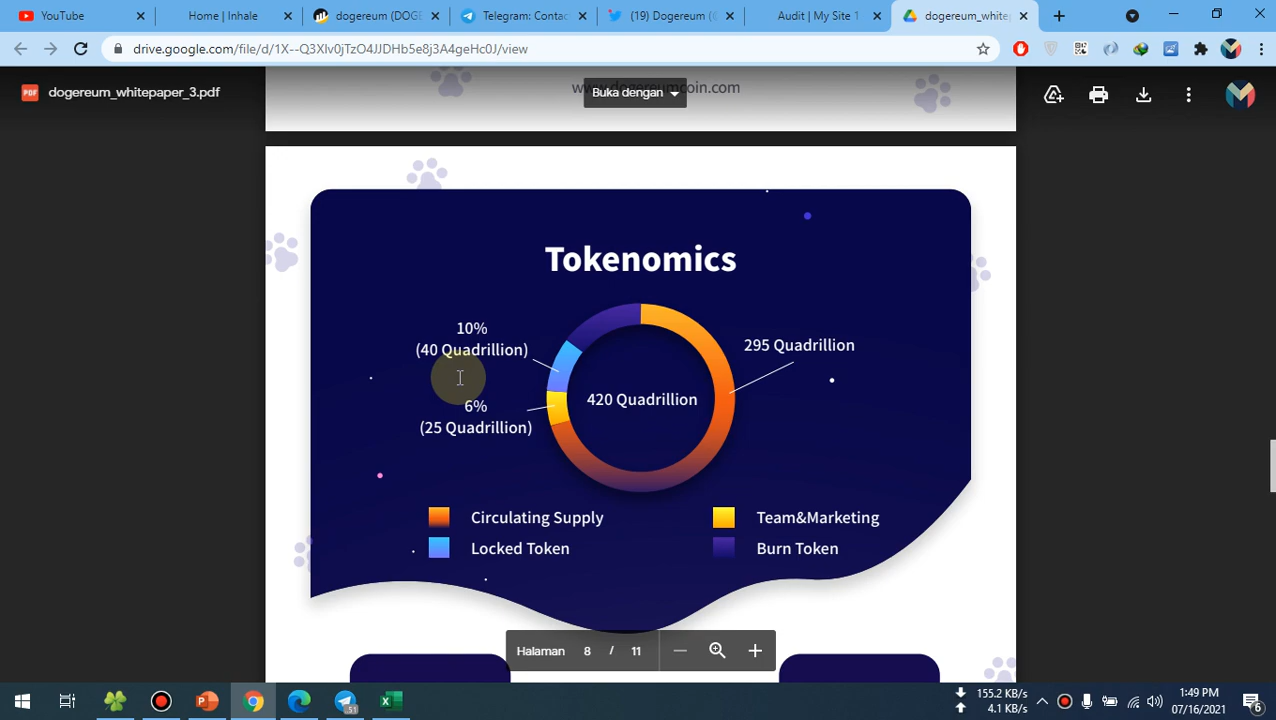 YouTube
Home | Inhale
dogereum (DOGE
Telegram: Contac
(19) Dogereum (
Audit | My Site 1
dogereum_white
drive.google.com/file/d/1X--Q3XIv0jTzO4JJDHb5e8j3A4geHc0J/view
dogereum_whitepaper_3.pdf
Buka dengan
Tokenomics
10%
(40 Quadrillion)
295 Quadrillion
420 Quadrillion
6%
(25 Quadrillion)
Circulating Supply
Team&Marketing
Locked Token
Burn Token
Halaman 8 / 11
155.2 KB/s
4.1 KB/s
1:49 PM
07/16/2021